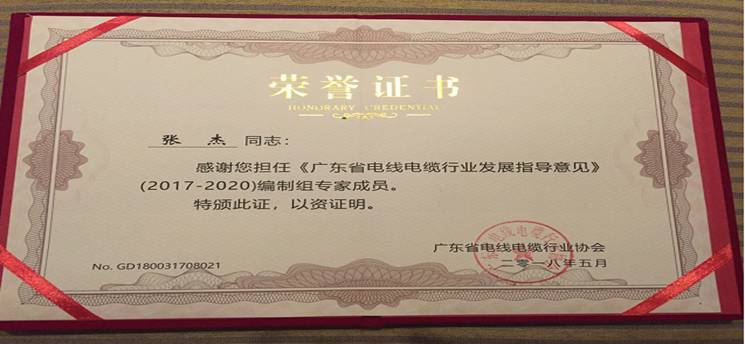 荣誉证书
HONORARY CREDENTIAL
张 杰 同志：
感谢您担任《广东省电线电缆行业发展指导意见》
(2017-2020)编制组专家成员。
特颁此证，以资证明。
广东省电线电缆行业协会
二零一八年五月
No. GD180031708021